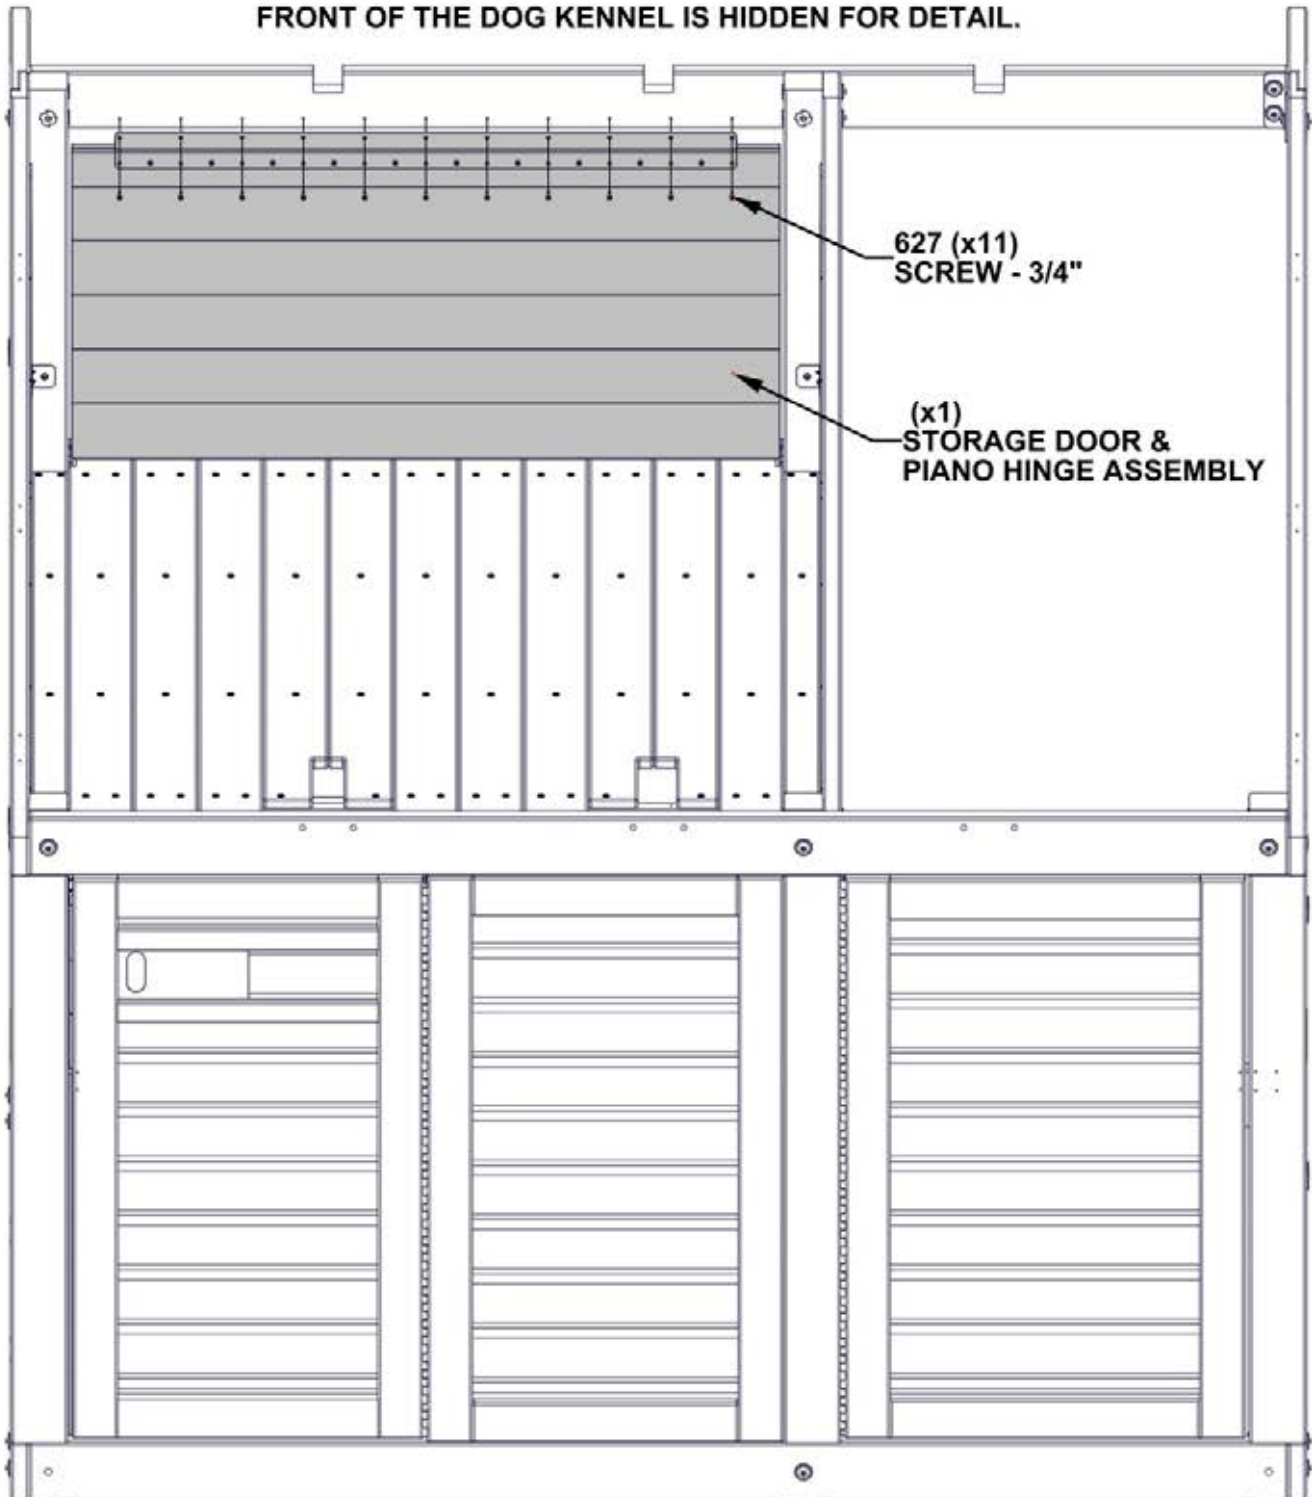 FRONT OF THE DOG KENNEL IS HIDDEN FOR DETAIL.
627 (x11)
SCREW - 3/4"
(x1)
STORAGE DOOR &
PIANO HINGE ASSEMBLY